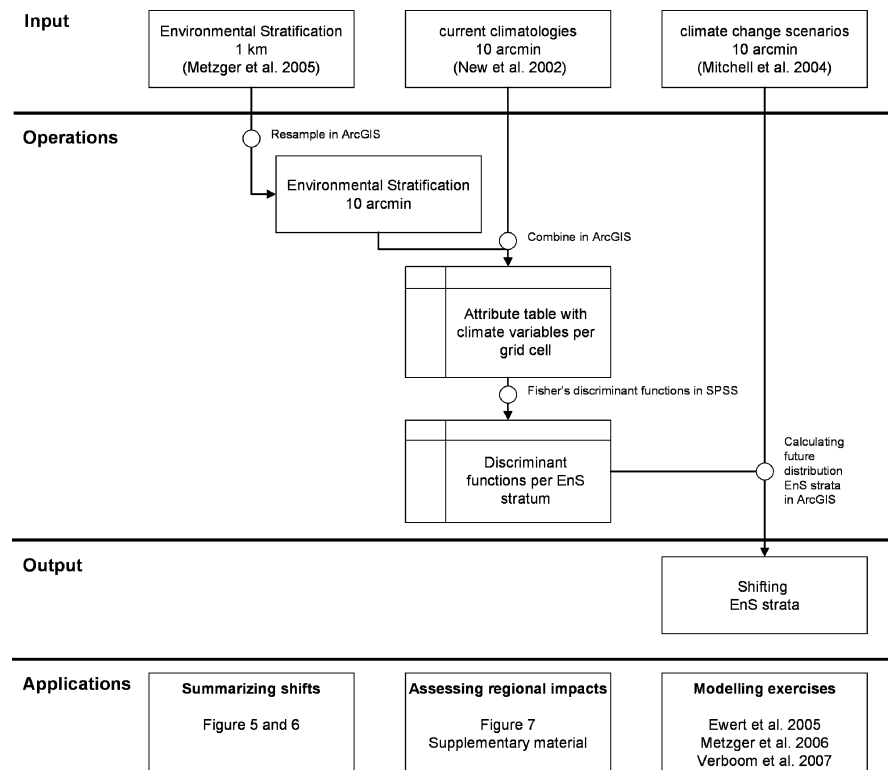 Input
Environmental Stratification
1 km
(Metzger et al. 2005)
current climatologies
10 arcmin
(New et al. 2002)
climate change scenarios
10 arcmin
(Mitchell et al. 2004)
Operations
Resample in ArcGIS
Environmental Stratification
10 arcmin
Combine in ArcGIS
Attribute table with
climate variables per
grid cell
Fisher's discriminant functions in SPSS
Discriminant
functions per EnS
stratum
Calculating
future
distribution
EnS strata
in ArcGIS
Output
Shifting
EnS strata
Applications
Summarizing shifts
Figure 5 and 6
Assessing regional impacts
Figure 7
Supplementary material
Modelling exercises
Ewert et al. 2005
Metzger et al. 2006
Verboom et al. 2007